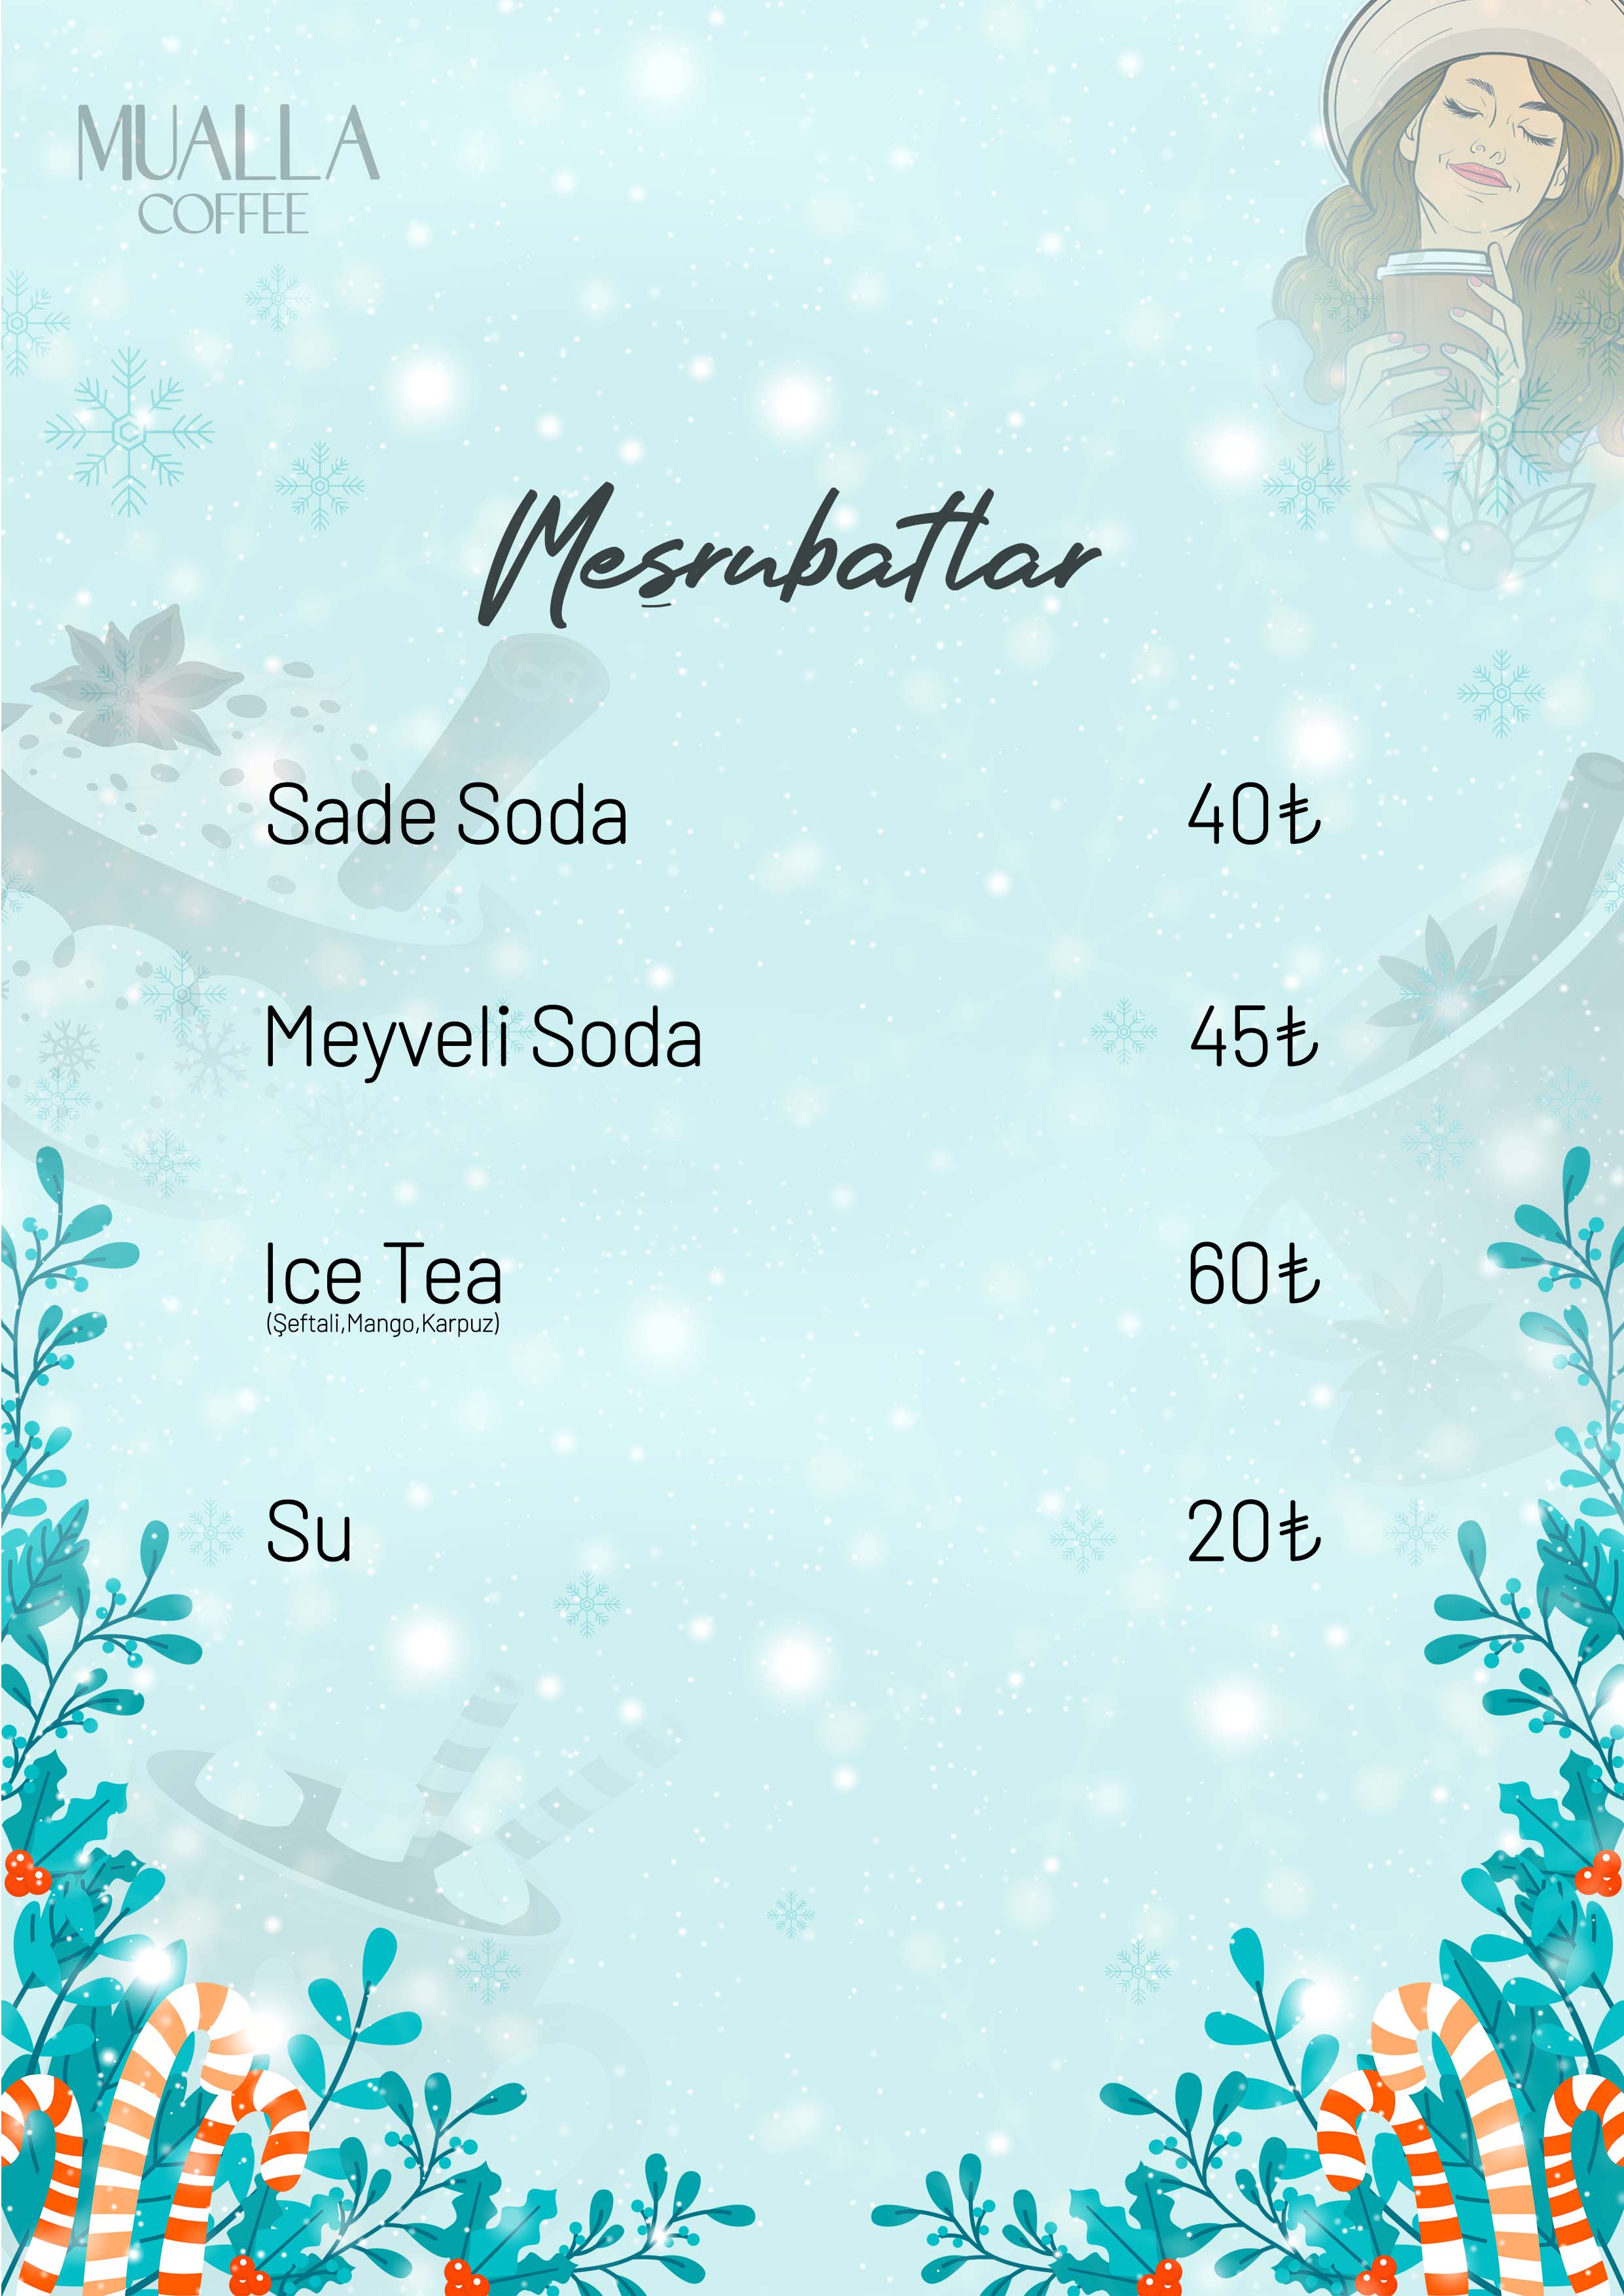 MUALLA
COFFEE
Meşrubatlar
Sade Soda 40₺
Meyveli Soda 45₺
Ice Tea 60₺
(Şeftali,Mango,Karpuz)
Su 20₺